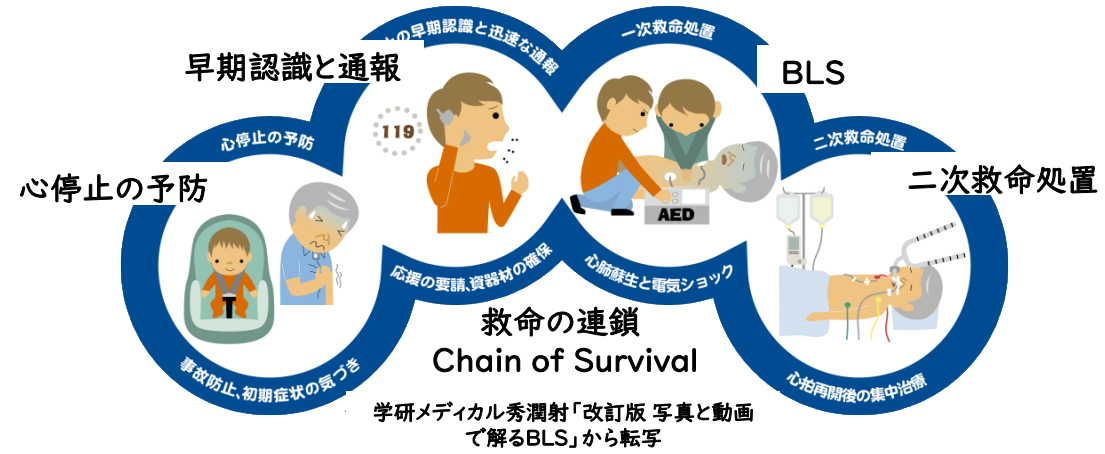 の早期認識と迅速な通報
一次救命処置
早期認識と通報
BLS
119
心停止の予防
二次救命処置
心停止の予防
二次救命処置
AED
応援の要請、資器材の確保
心肺蘇生と電気ショック
救命の連鎖
Chain of Survival
事故防止、初期症状の気づき
心拍再開後の集中治療
学研メディカル秀潤射「改訂版 写真と動画
で解るBLS」から転写